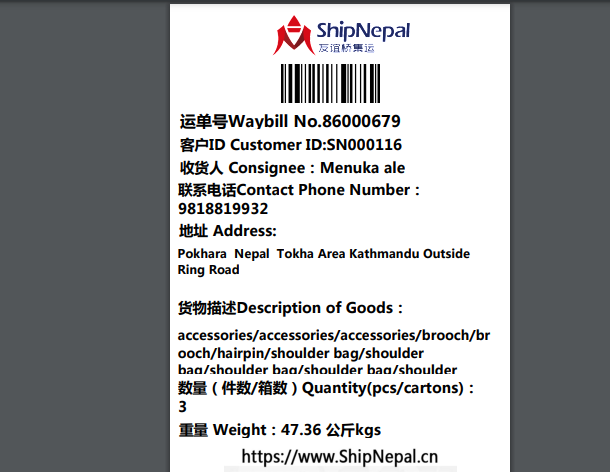 ShipNepal
友谊桥集运
运单号Waybill No.86000679
客户ID Customer ID:SN000116
收货人 Consignee：Menuka ale
联系电话Contact Phone Number：
9818819932
地址 Address:
Pokhara Nepal Tokha Area Kathmandu Outside
Ring Road
货物描述Description of Goods：
accessories/accessories/accessories/brooch/br
ooch/hairpin/shoulder bag/shoulder
bag/shoulder bag/shoulder bag/shoulder
数量（件数/箱数）Quantity(pcs/cartons)：
3
重量 Weight：47.36 公斤kgs
https://www.ShipNepal.cn